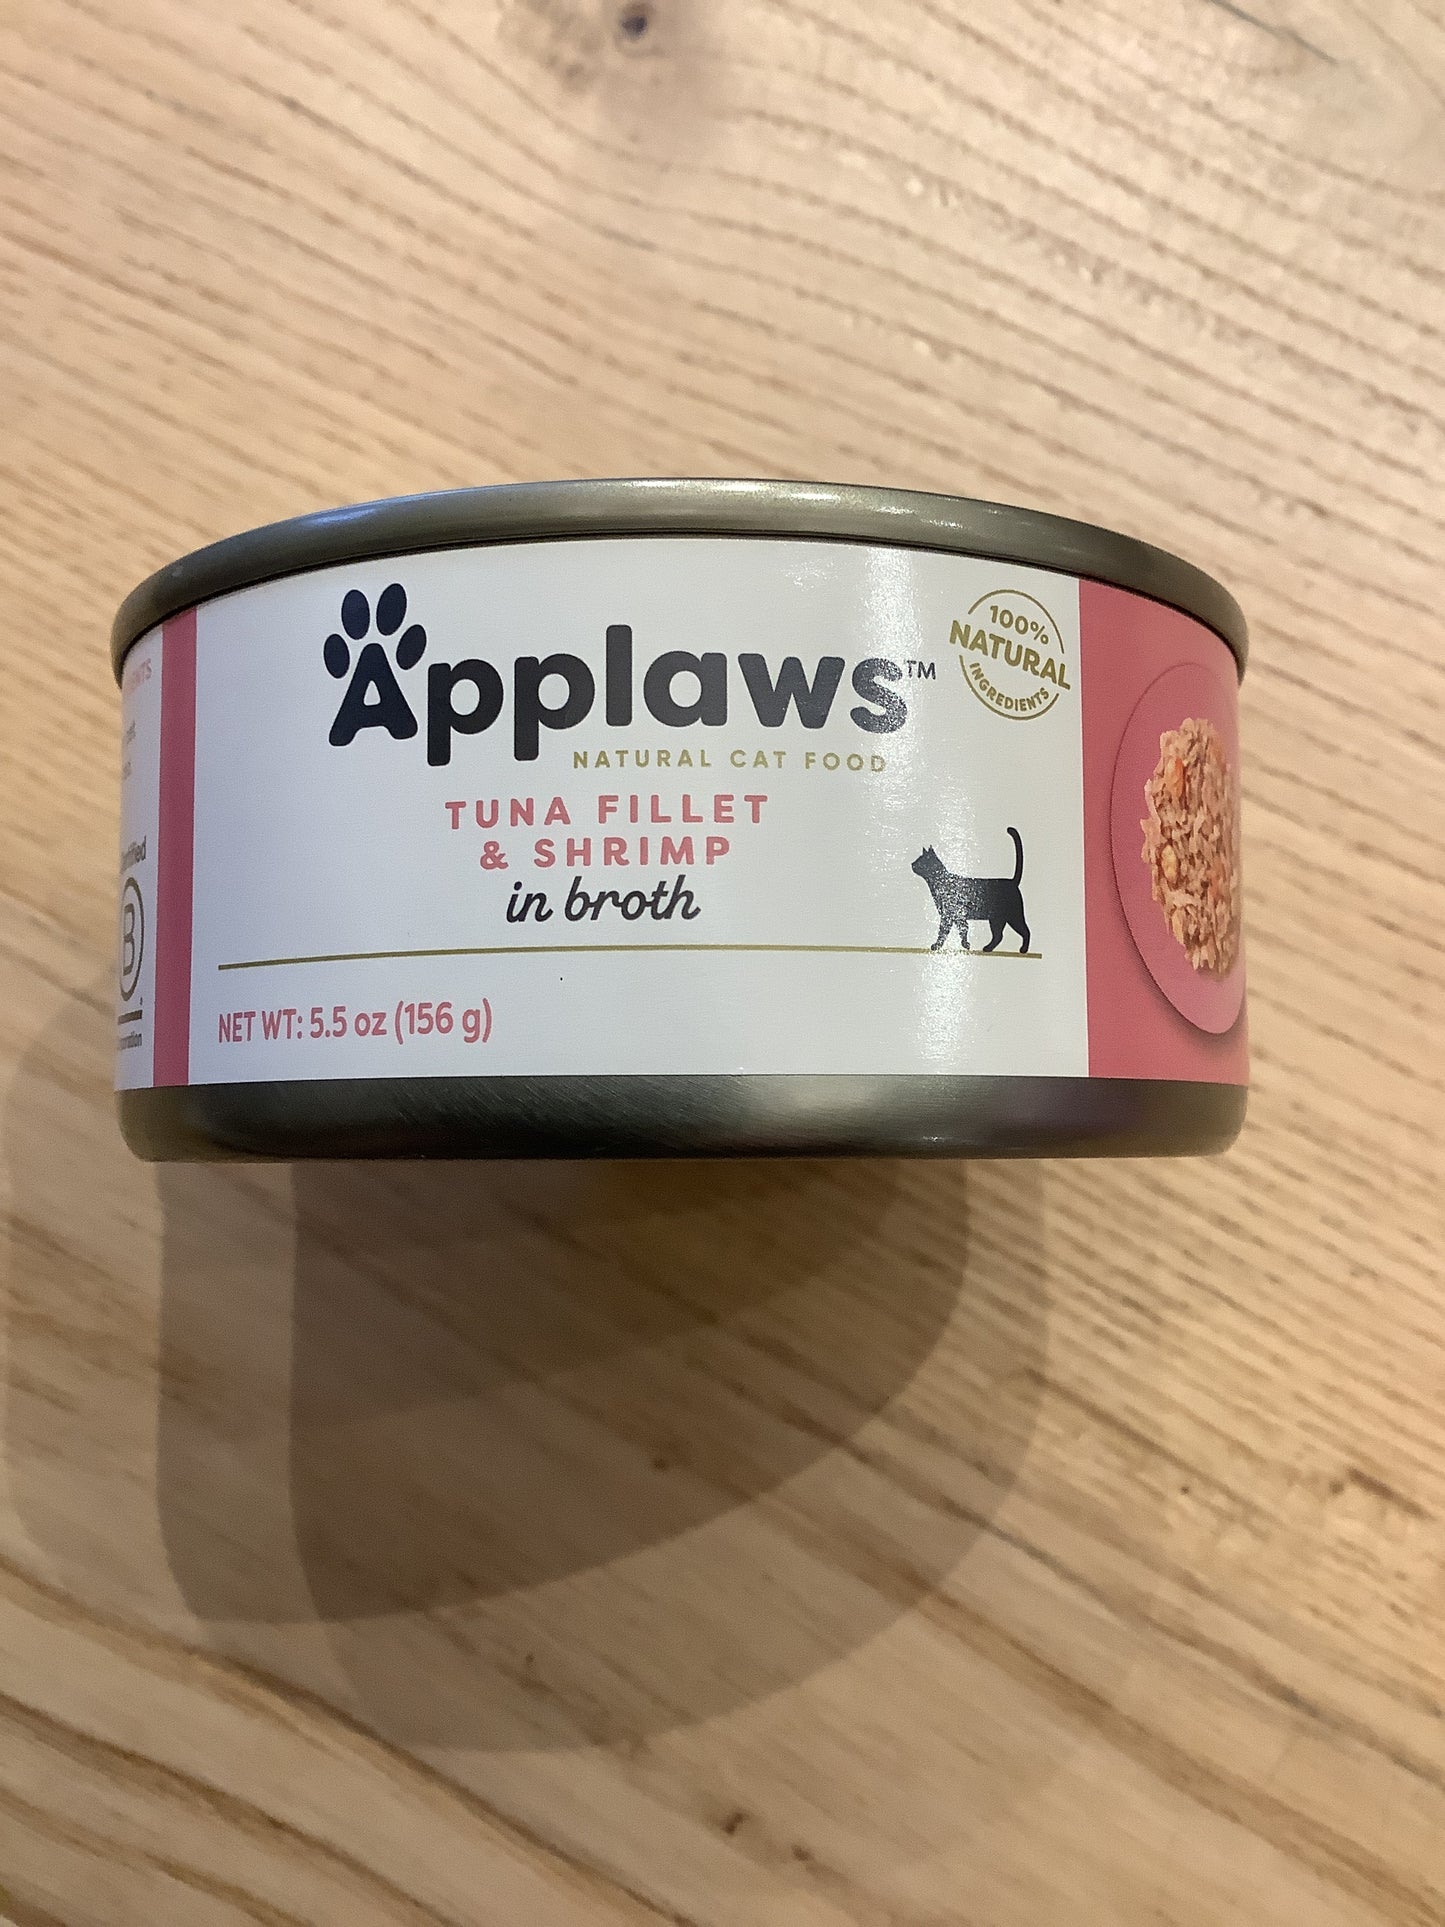 Applaws™
NATURAL CAT FOOD
100%
NATURAL
INGREDIENTS
TUNA FILLET
& SHRIMP
in broth
NET WT: 5.5 oz (156 g)
B